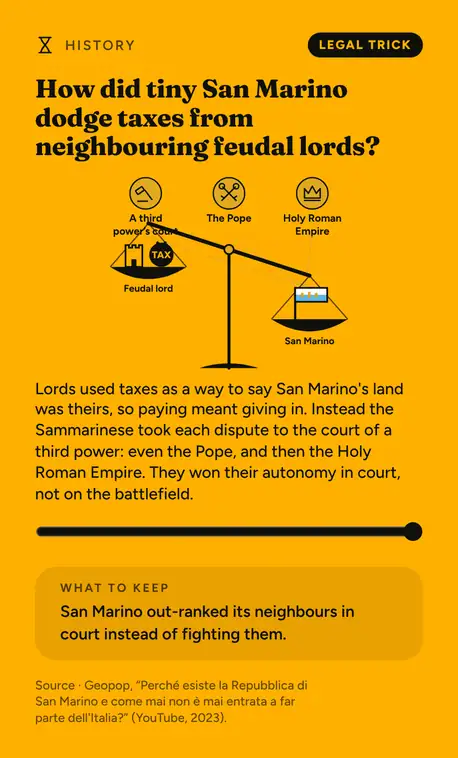 HISTORY
LEGAL TRICK
How did tiny San Marino
dodge taxes from
neighbouring feudal lords?
A third
power's court
The Pope
Holy Roman
Empire
TAX
Feudal lord
San Marino
Lords used taxes as a way to say San Marino's land
was theirs, so paying meant giving in. Instead the
Sammarinese took each dispute to the court of a
third power: even the Pope, and then the Holy
Roman Empire. They won their autonomy in court,
not on the battlefield.
WHAT TO KEEP
San Marino out-ranked its neighbours in
court instead of fighting them.
Source · Geopop, “Perché esiste la Repubblica di
San Marino e come mai non è mai entrata a far
parte dell'Italia?” (YouTube, 2023).